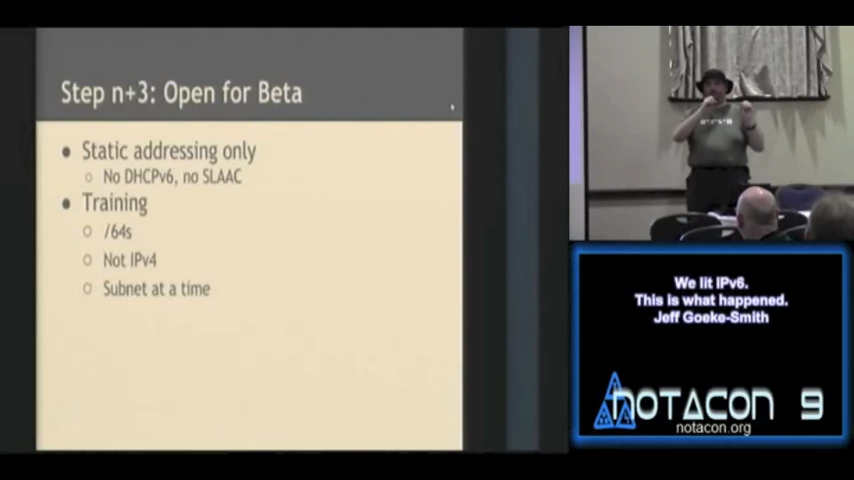 Step n+3: Open for Beta
Static addressing only
No DHCPv6, no SLAAC
Training
/64s
Not IPv4
Subnet at a time
We lit IPv6.
This is what happened.
Jeff Goeke-Smith
NOTACON 9
notacon.org